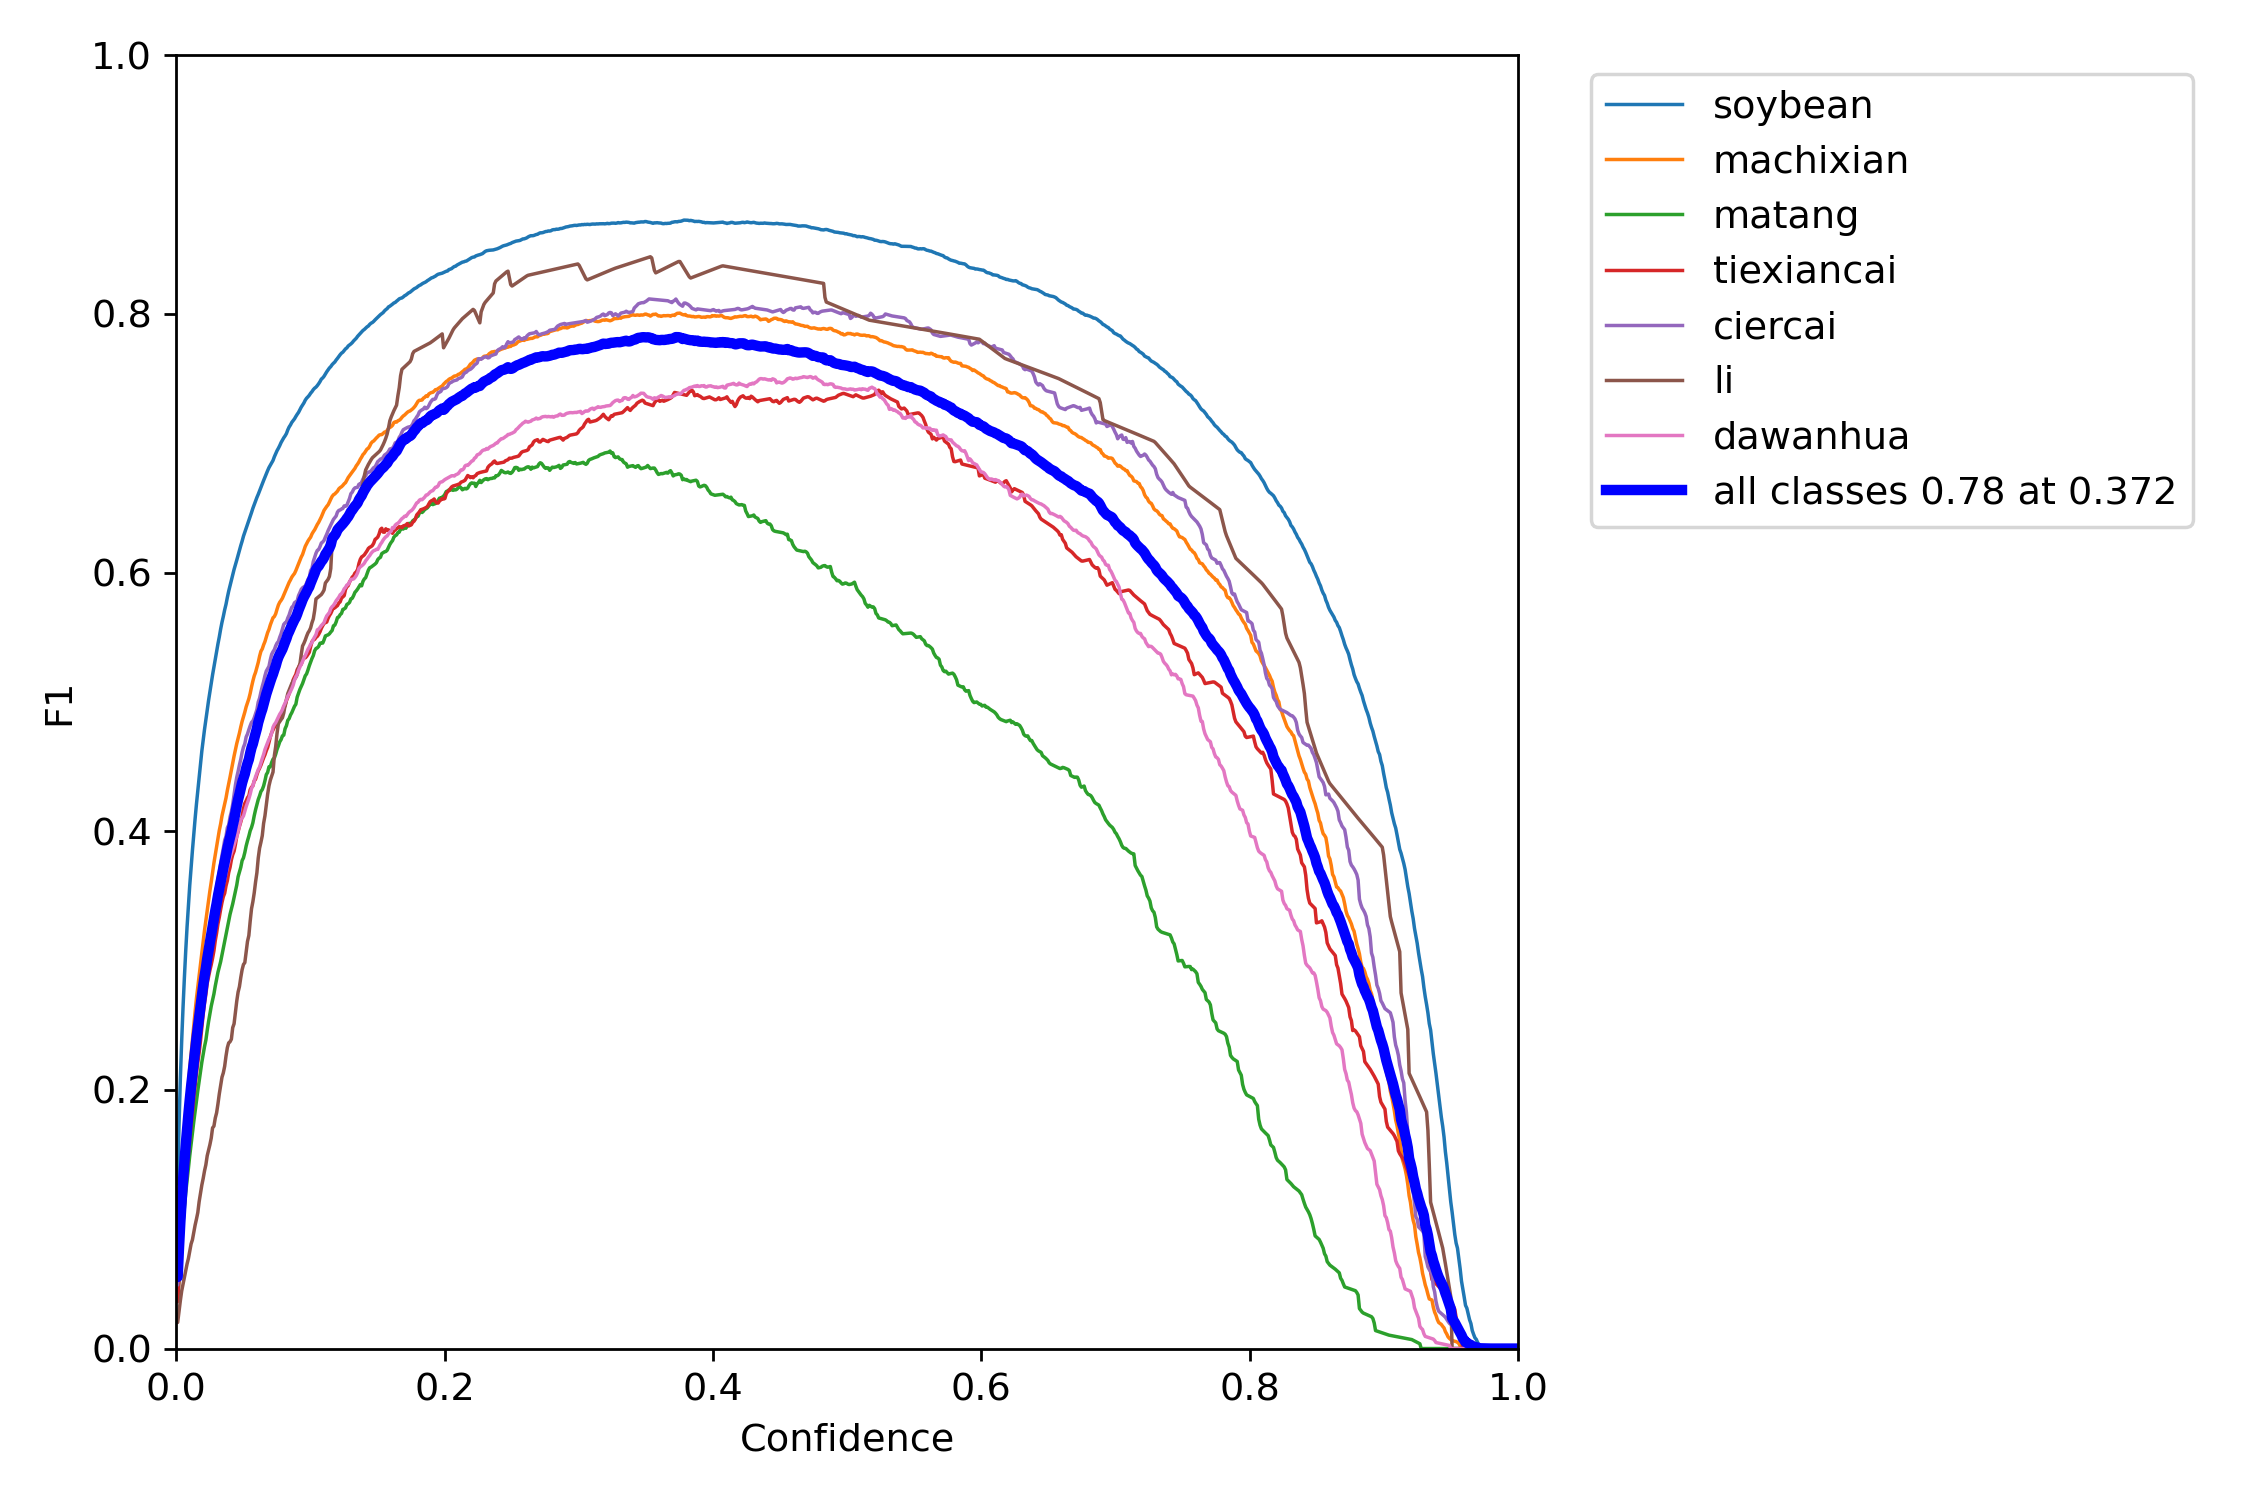 1.0
0.8
0.6
0.4
0.2
0.0
F1
0.0 0.2 0.4 0.6 0.8 1.0
Confidence
soybean
machixian
matang
tiexiancai
ciercai
li
dawanhua
all classes 0.78 at 0.372